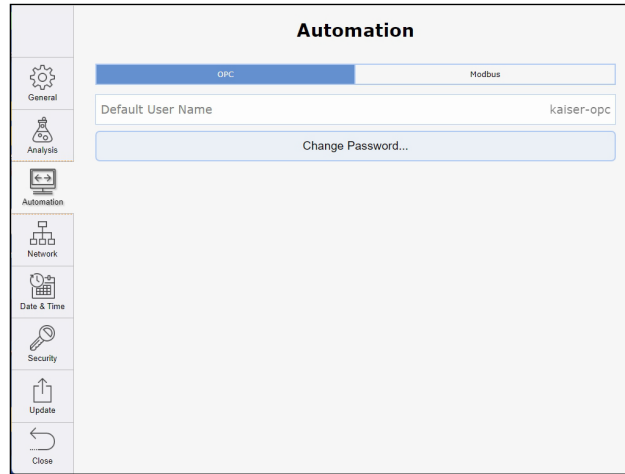 Automation
OPC
Modbus
Default User Name
kaiser-opc
Change Password...
General
Analysis
Automation
Network
Date & Time
Security
Update
Close